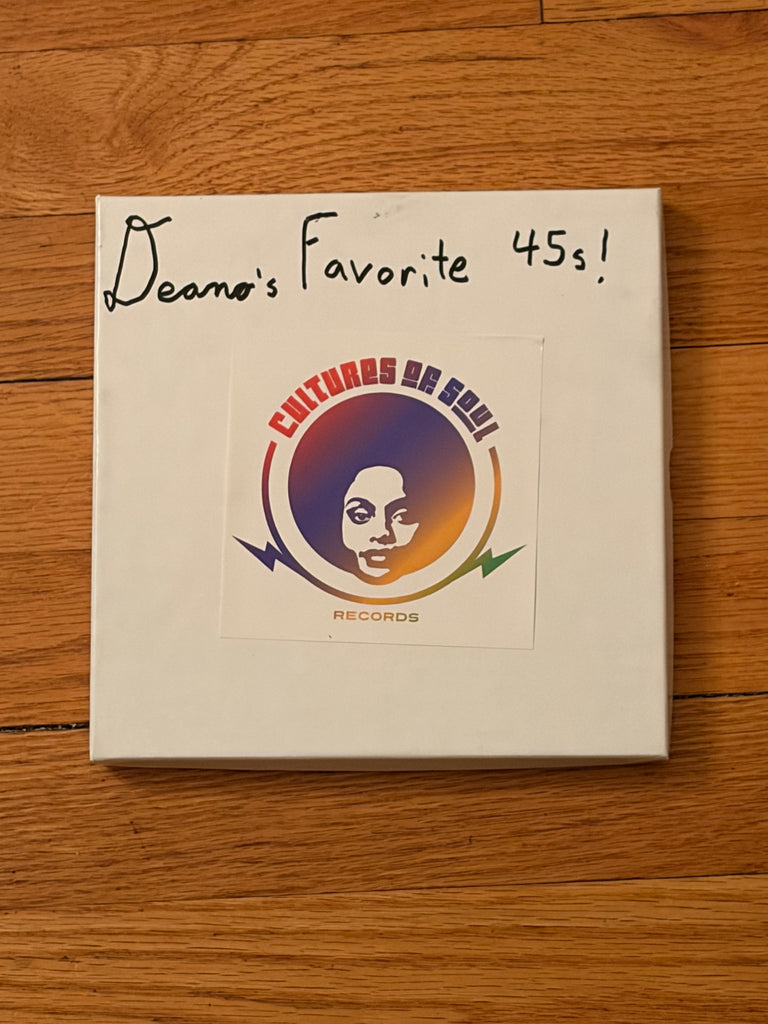 Deano's Favorite 45s!
CULTURES OF SOUL
RECORDS